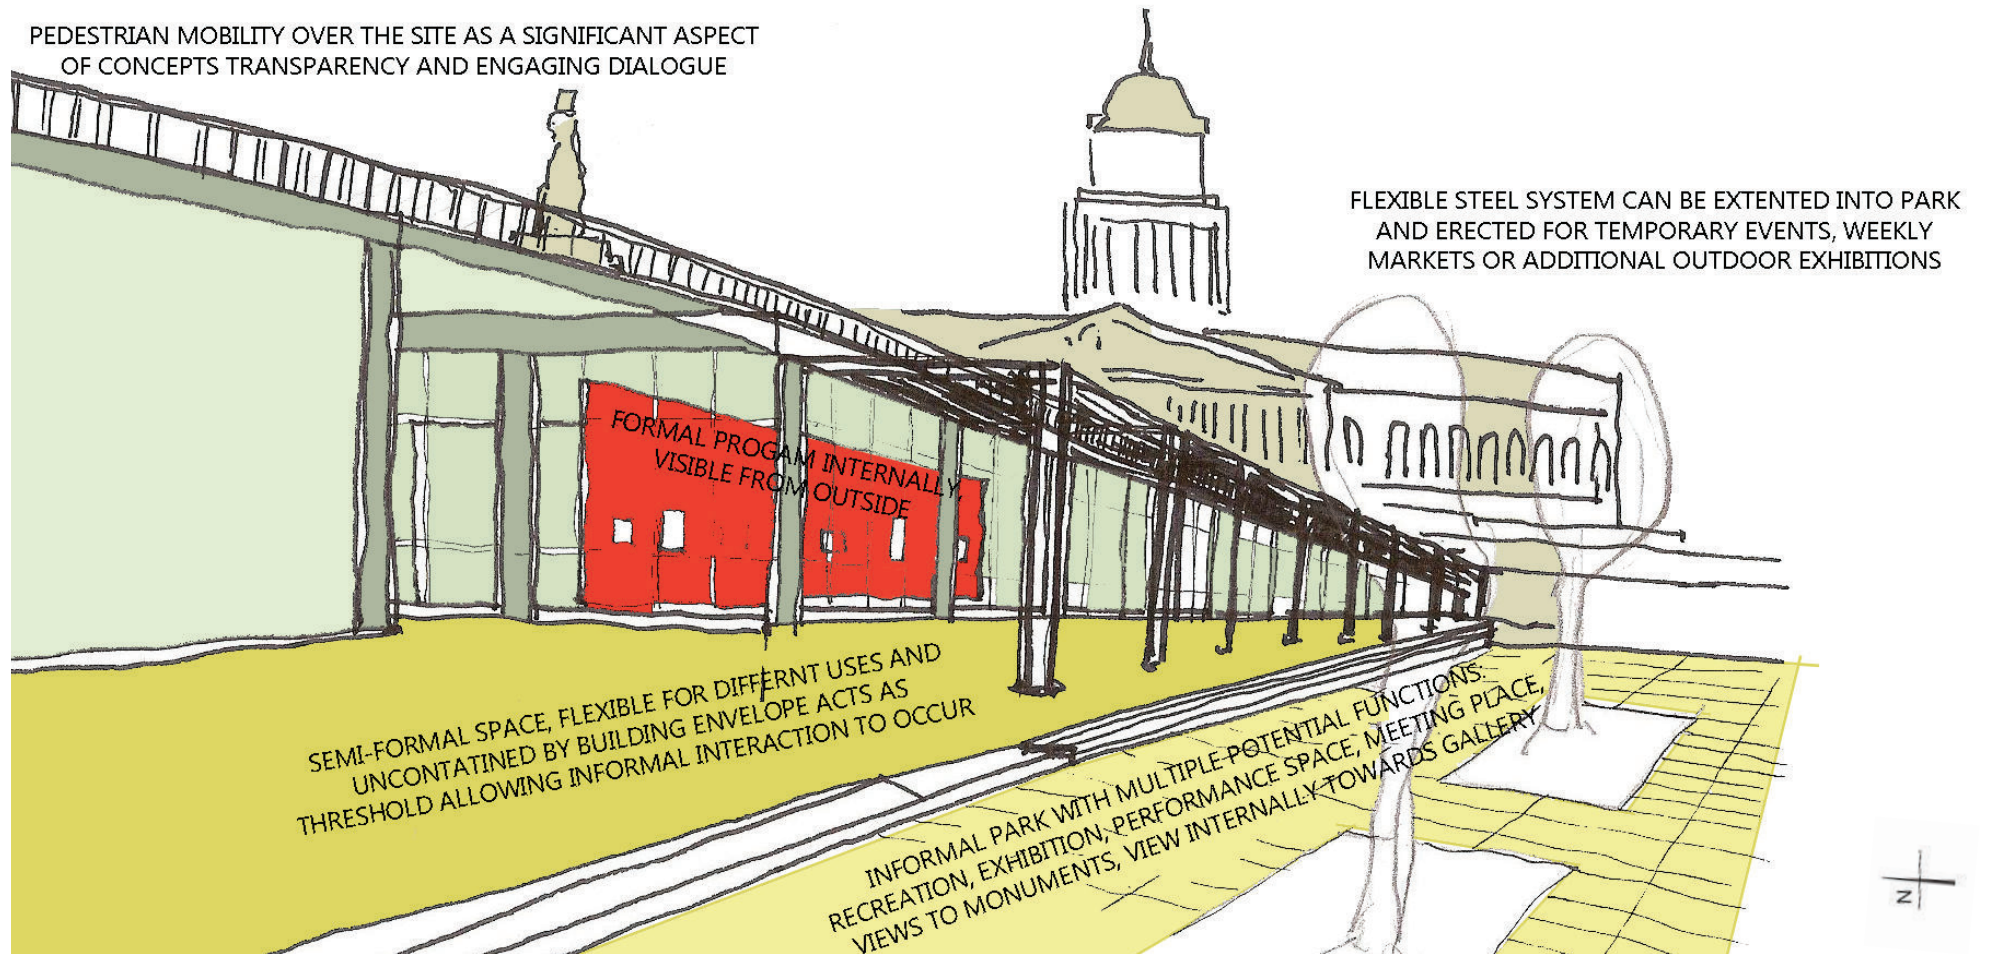 PEDESTRIAN MOBILITY OVER THE SITE AS A SIGNIFICANT ASPECT
OF CONCEPTS TRANSPARENCY AND ENGAGING DIALOGUE
FLEXIBLE STEEL SYSTEM CAN BE EXTENTED INTO PARK
AND ERECTED FOR TEMPORARY EVENTS, WEEKLY
MARKETS OR ADDITIONAL OUTDOOR EXHIBITIONS
FORMAL PROGAM INTERNALLY,
VISIBLE FROM OUTSIDE
SEMI-FORMAL SPACE, FLEXIBLE FOR DIFFERNT USES AND
UNCONTATINED BY BUILDING ENVELOPE ACTS AS
THRESHOLD ALLOWING INFORMAL INTERACTION TO OCCUR
INFORMAL PARK WITH MULTIPLE POTENTIAL FUNCTIONS:
RECREATION, EXHIBITION, PERFORMANCE SPACE, MEETING PLACE,
VIEWS TO MONUMENTS, VIEW INTERNALLY TOWARDS GALLERY
N